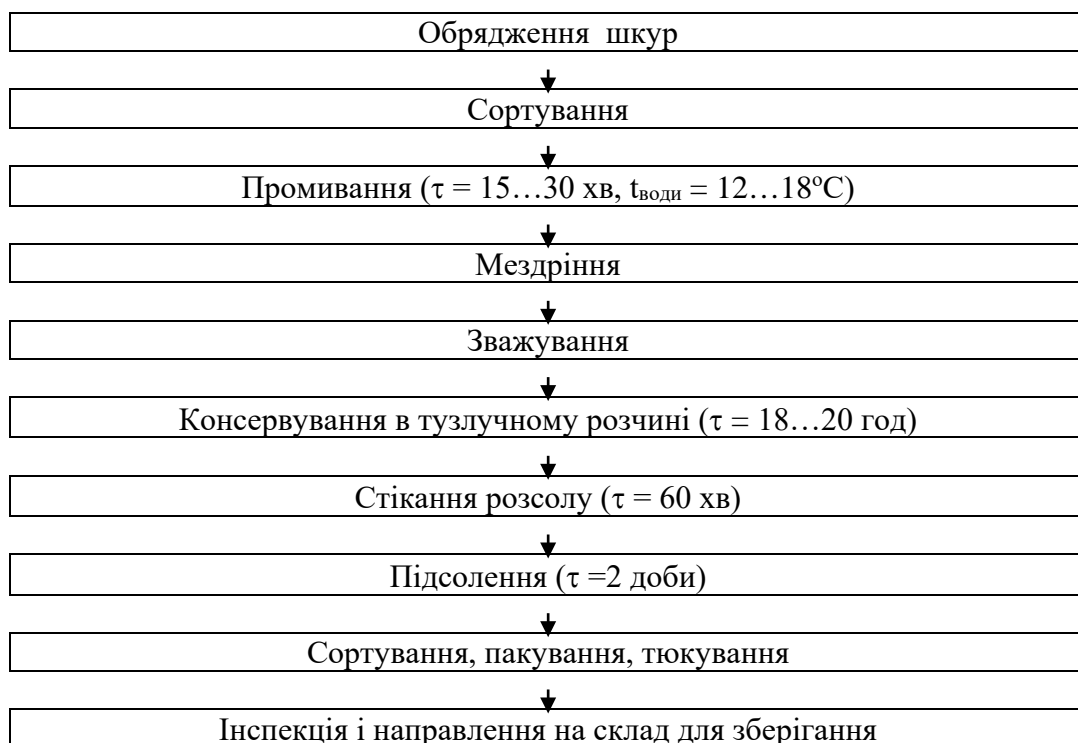 Обрядження шкур
Сортування
Промивання (τ = 15…30 хв, tводи = 12…18ºС)
Мездріння
Зважування
Консервування в тузлучному розчині (τ = 18…20 год)
Стікання розсолу (τ = 60 хв)
Підсолення (τ =2 доби)
Сортування, пакування, тюкування
Інспекція і направлення на склад для зберігання